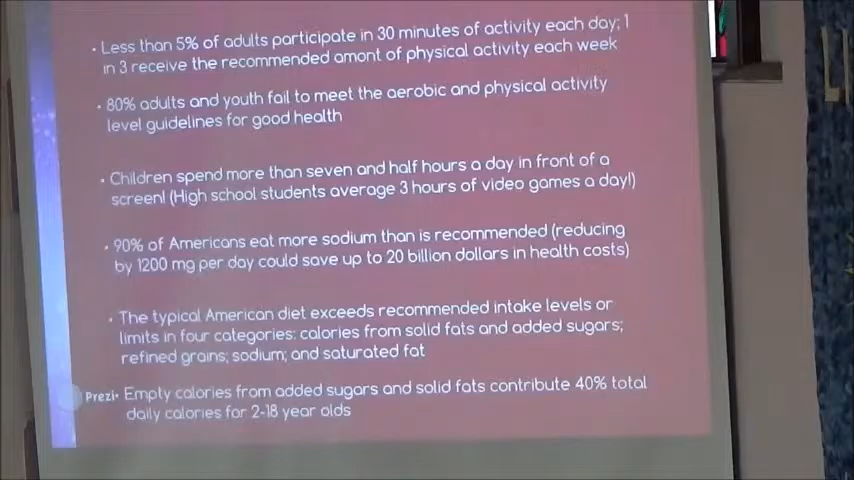 • Less than 5% of adults participate in 30 minutes of activity each day; 1
in 3 receive the recommended amont of physical activity each week
• 80% adults and youth fail to meet the aerobic and physical activity
level guidelines for good health
• Children spend more than seven and half hours a day in front of a
screen! (High school students average 3 hours of video games a day!)
• 90% of Americans eat more sodium than is recommended (reducing
by 1200 mg per day could save up to 20 billion dollars in health costs)
• The typical American diet exceeds recommended intake levels or
limits in four categories: calories from solid fats and added sugars;
refined grains; sodium; and saturated fat
Prezi
• Empty calories from added sugars and solid fats contribute 40% total
daily calories for 2-18 year olds
LI